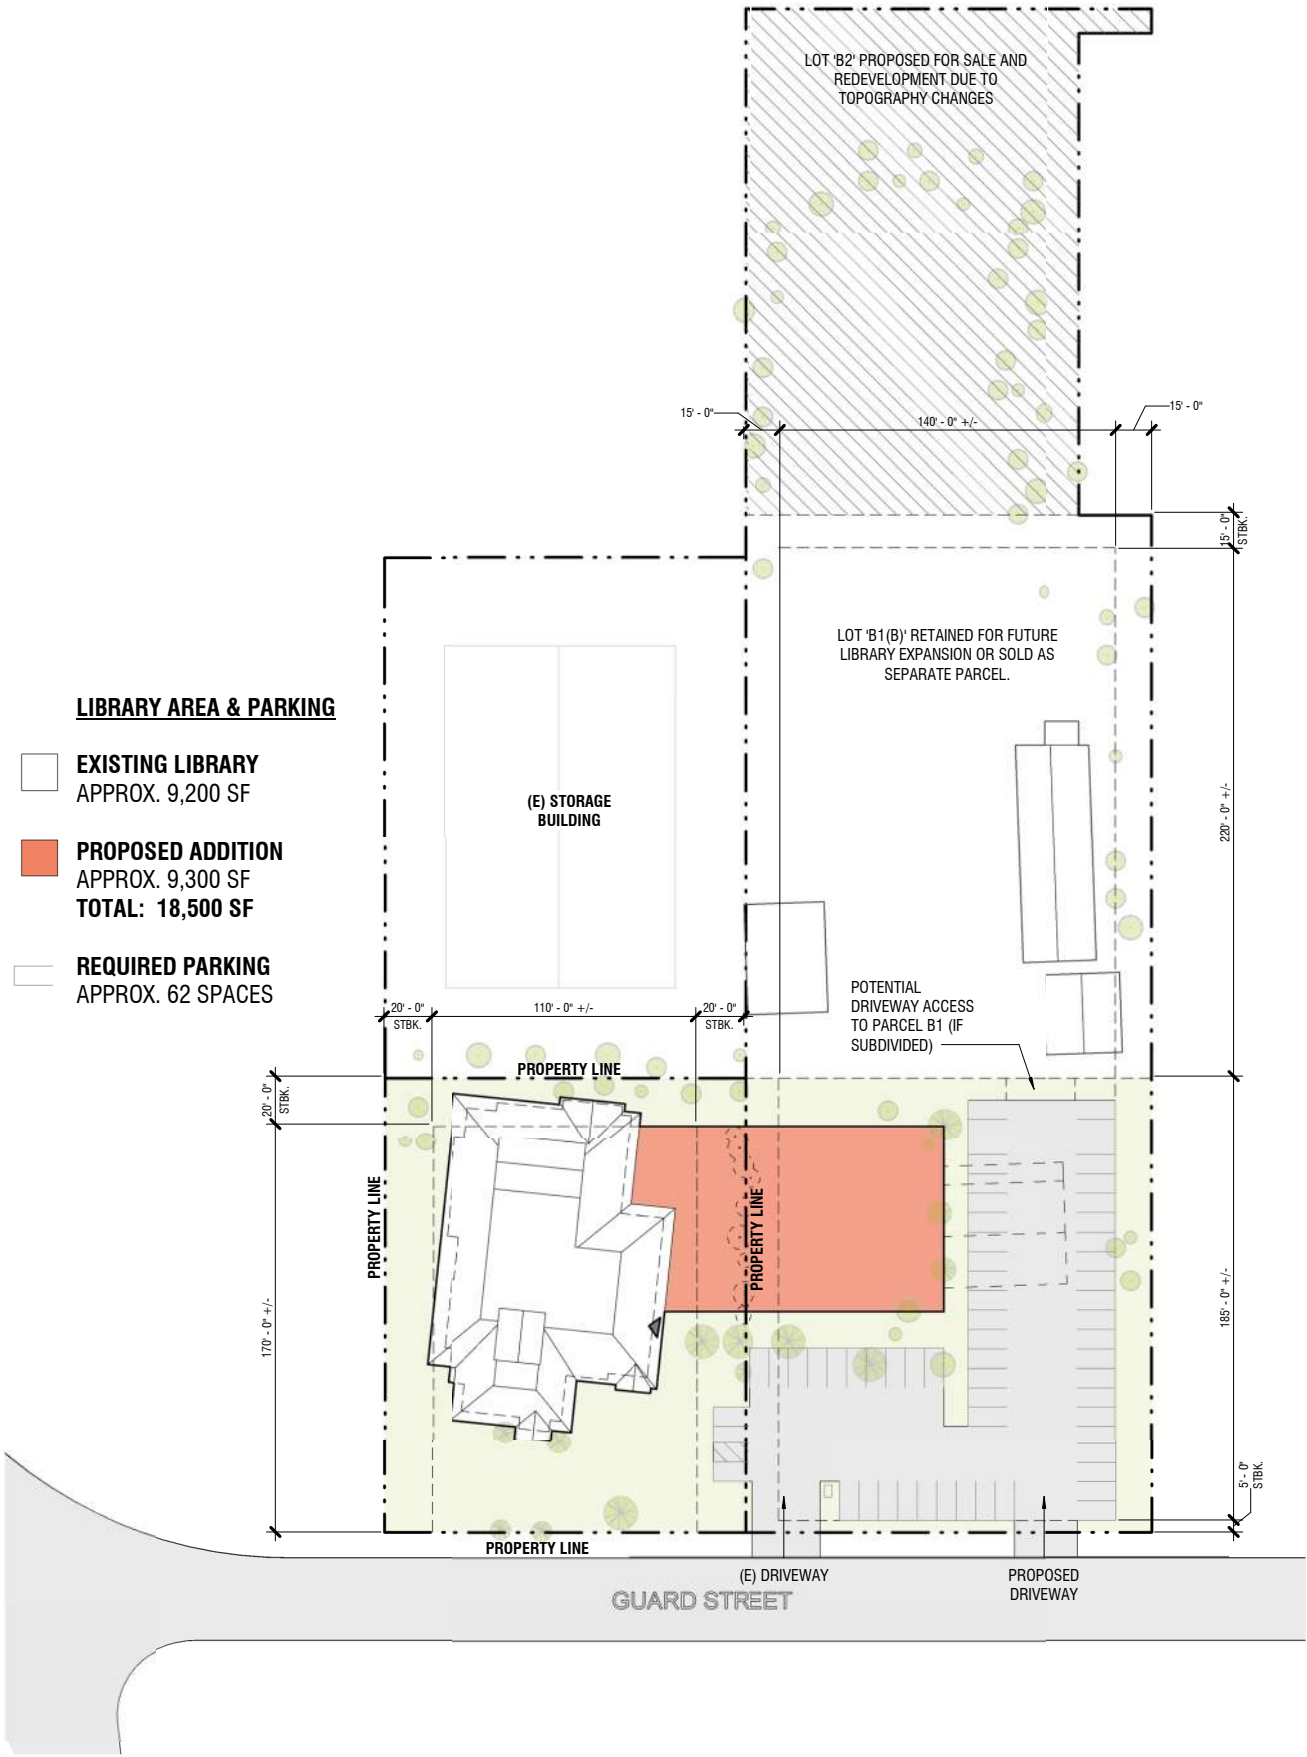 LOT 'B2' PROPOSED FOR SALE AND
REDEVELOPMENT DUE TO
TOPOGRAPHY CHANGES
15' - 0"
140' - 0" +/-
15' - 0"
15' - 0"
STBK.
LOT 'B1(B)' RETAINED FOR FUTURE
LIBRARY EXPANSION OR SOLD AS
SEPARATE PARCEL.
LIBRARY AREA & PARKING
EXISTING LIBRARY
APPROX. 9,200 SF
PROPOSED ADDITION
APPROX. 9,300 SF
TOTAL: 18,500 SF
REQUIRED PARKING
APPROX. 62 SPACES
(E) STORAGE
BUILDING
220' - 0" +/-
20' - 0"
STBK.
110' - 0" +/-
20' - 0"
STBK.
POTENTIAL
DRIVEWAY ACCESS
TO PARCEL B1 (IF
SUBDIVIDED)
PROPERTY LINE
20' - 0"
STBK.
PROPERTY LINE
PROPERTY LINE
170' - 0" +/-
185' - 0" +/-
5' - 0"
STBK.
PROPERTY LINE
(E) DRIVEWAY
PROPOSED
DRIVEWAY
GUARD STREET